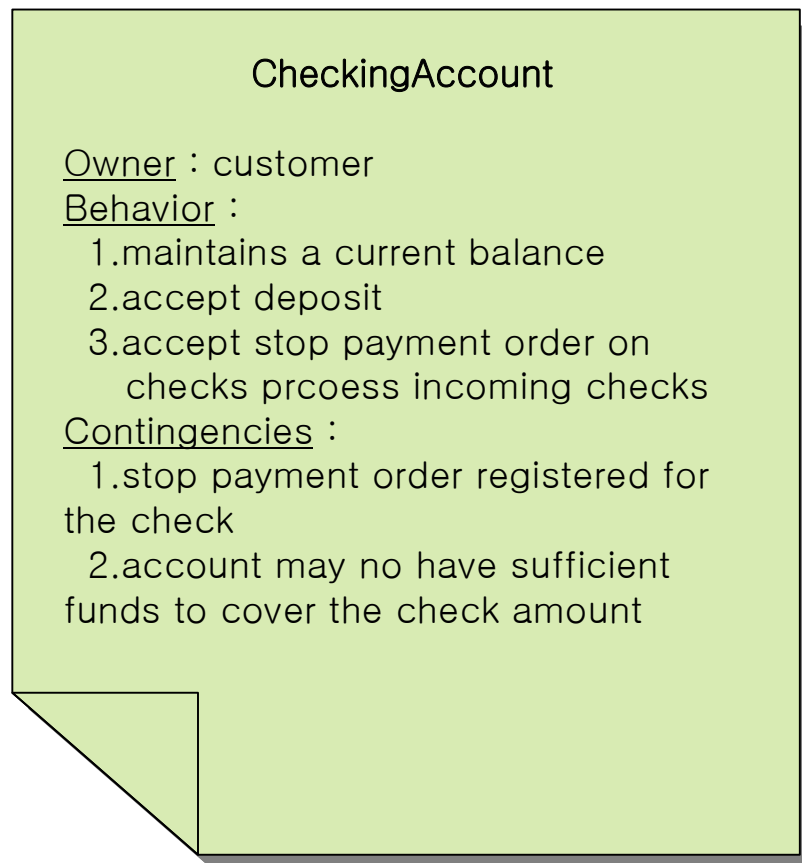 CheckingAccount
Owner : customer
Behavior :
1.maintains a current balance
2.accept deposit
3.accept stop payment order on
checks prcoess incoming checks
Contingencies :
1.stop payment order registered for
the check
2.account may no have sufficient
funds to cover the check amount